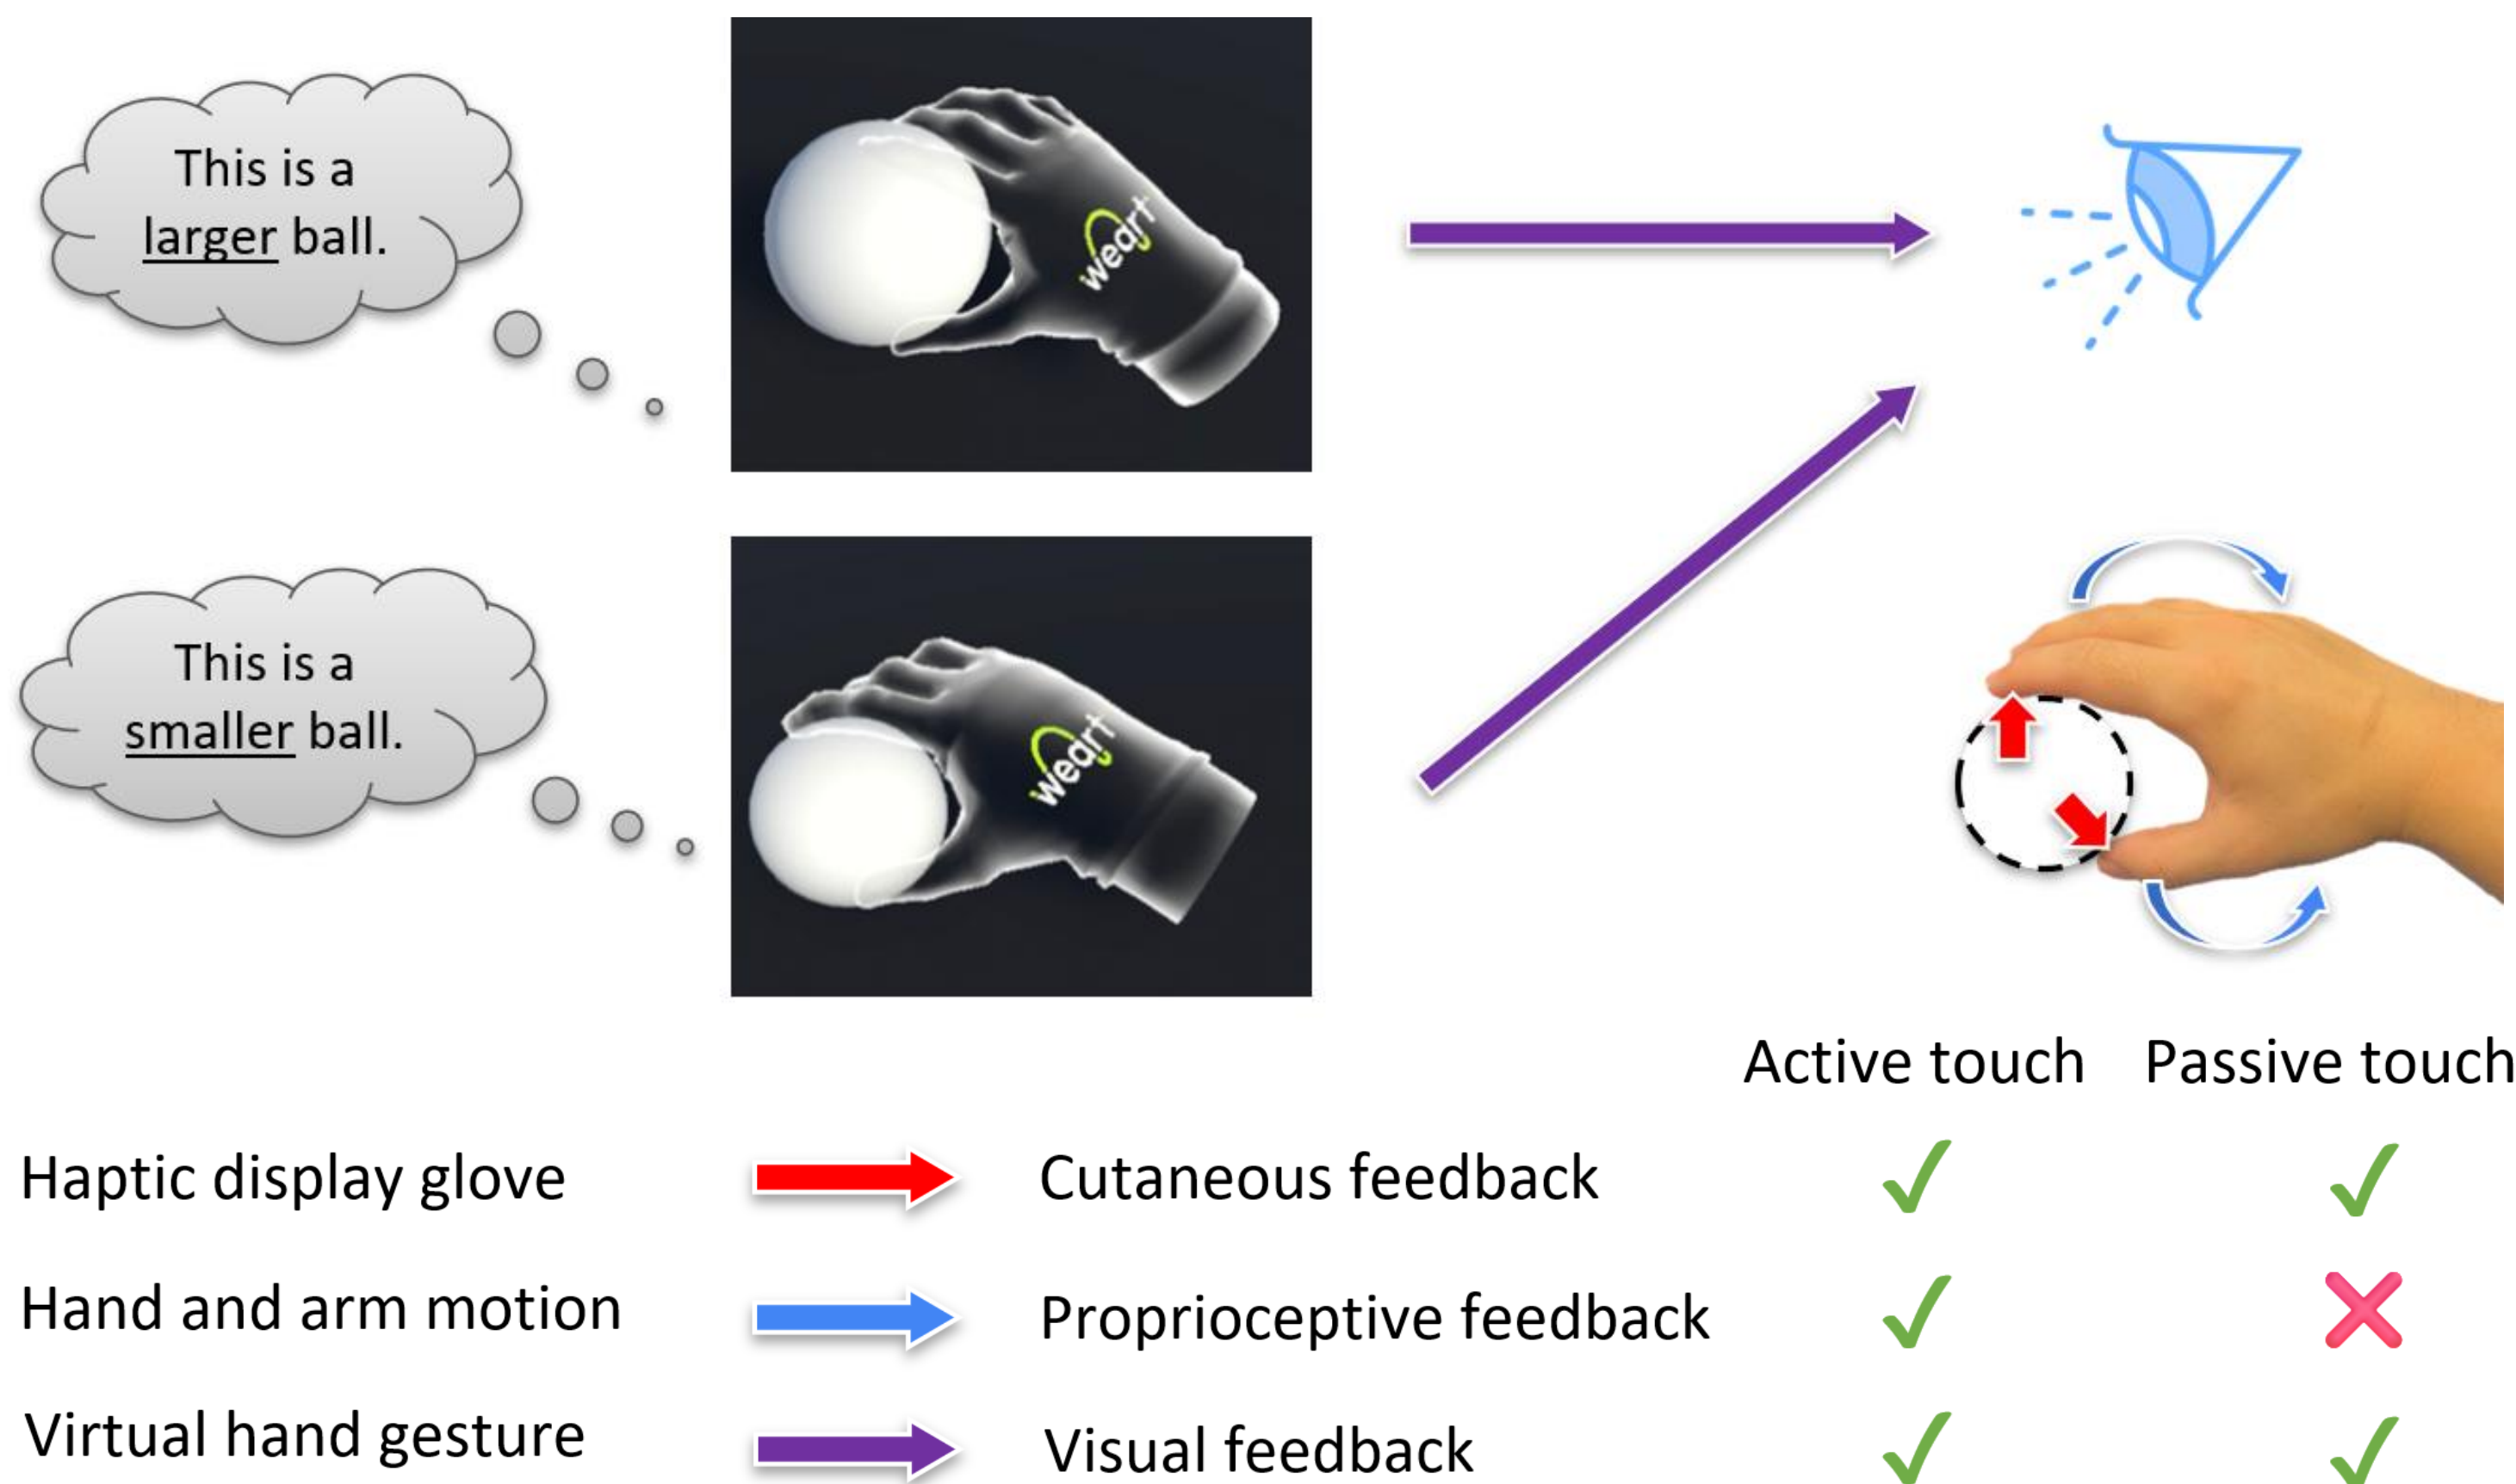 This is a
larger ball.
weart
This is a
smaller ball.
weart
Active touch Passive touch
Haptic display glove Cutaneous feedback
Hand and arm motion Proprioceptive feedback
Virtual hand gesture Visual feedback